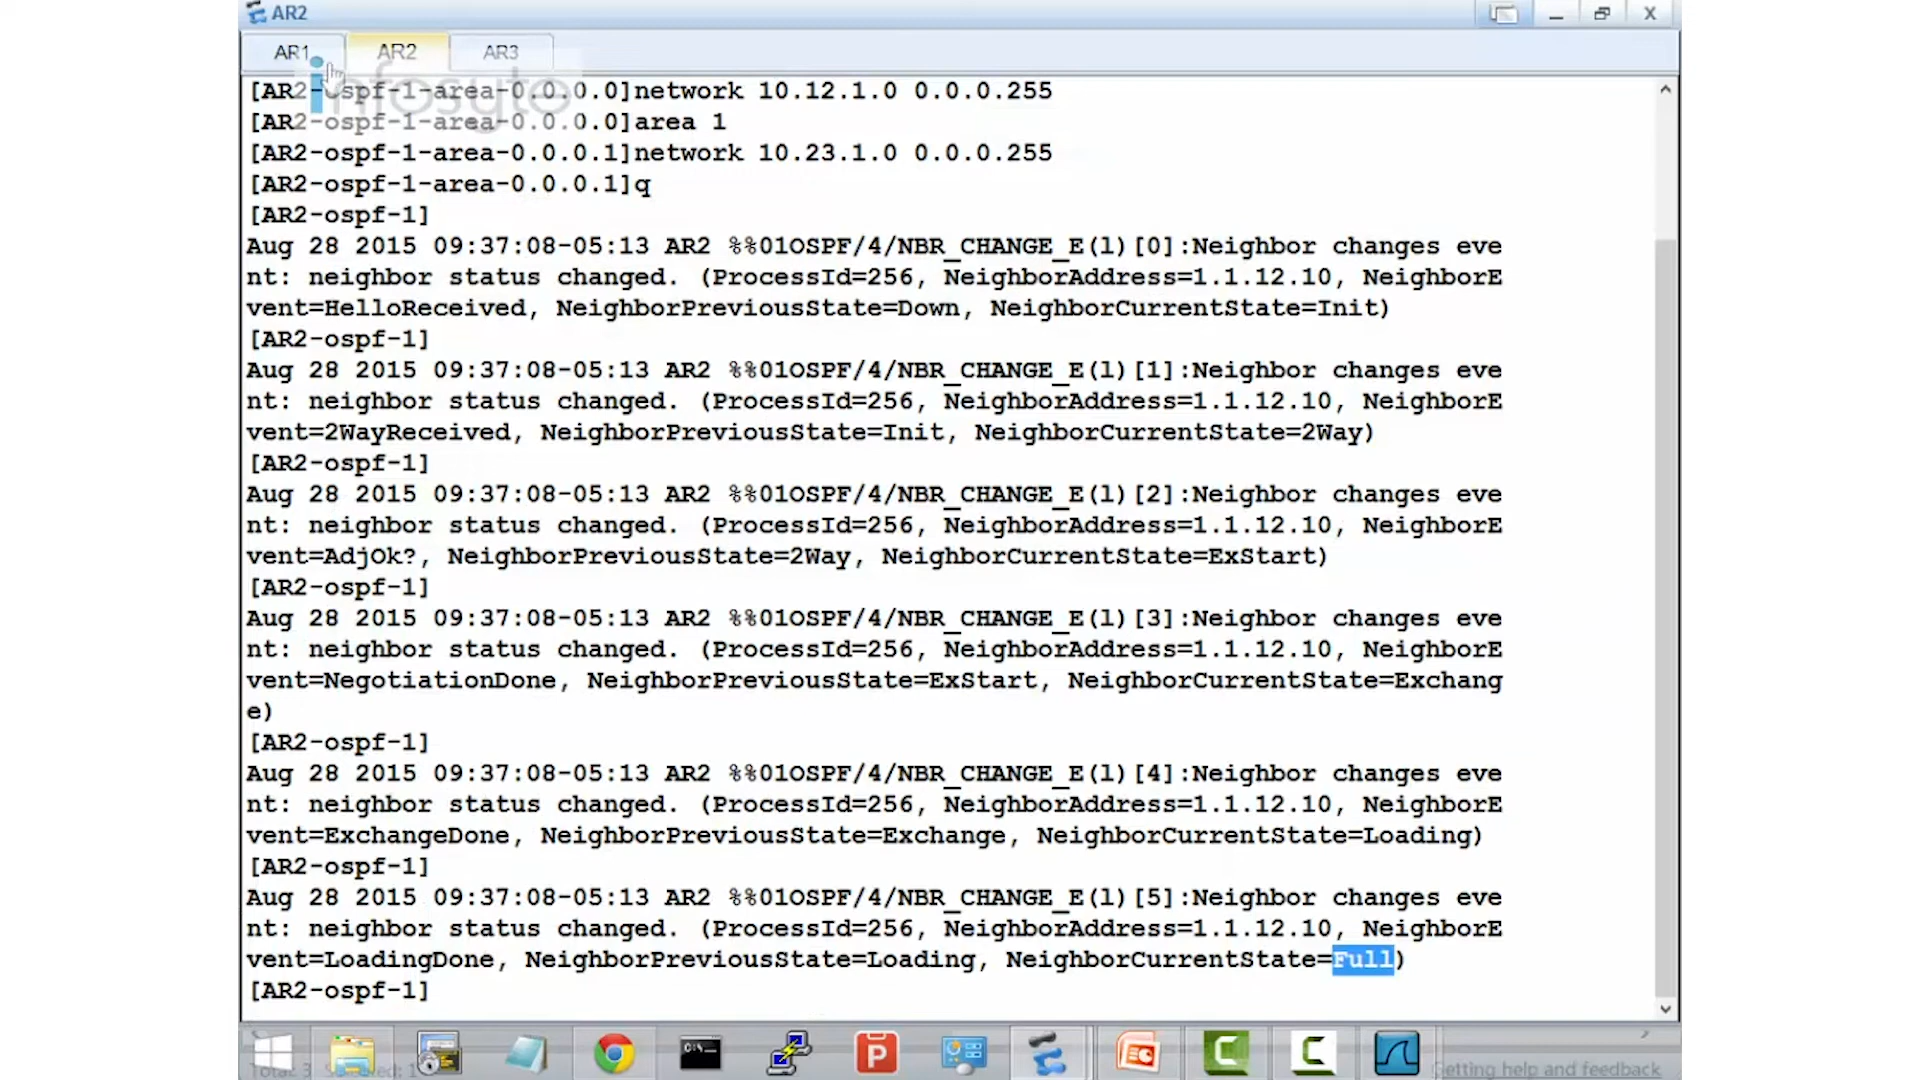 AR2
AR1 AR2 AR3
infosyte
[AR2-ospf-1-area-0.0.0.0]network 10.12.1.0 0.0.0.255
[AR2-ospf-1-area-0.0.0.0]area 1
[AR2-ospf-1-area-0.0.0.1]network 10.23.1.0 0.0.0.255
[AR2-ospf-1-area-0.0.0.1]q
[AR2-ospf-1]
Aug 28 2015 09:37:08-05:13 AR2 %%01OSPF/4/NBR_CHANGE_E(l)[0]:Neighbor changes eve
nt: neighbor status changed. (ProcessId=256, NeighborAddress=1.1.12.10, NeighborE
vent=HelloReceived, NeighborPreviousState=Down, NeighborCurrentState=Init)
[AR2-ospf-1]
Aug 28 2015 09:37:08-05:13 AR2 %%01OSPF/4/NBR_CHANGE_E(l)[1]:Neighbor changes eve
nt: neighbor status changed. (ProcessId=256, NeighborAddress=1.1.12.10, NeighborE
vent=2WayReceived, NeighborPreviousState=Init, NeighborCurrentState=2Way)
[AR2-ospf-1]
Aug 28 2015 09:37:08-05:13 AR2 %%01OSPF/4/NBR_CHANGE_E(l)[2]:Neighbor changes eve
nt: neighbor status changed. (ProcessId=256, NeighborAddress=1.1.12.10, NeighborE
vent=AdjOk?, NeighborPreviousState=2Way, NeighborCurrentState=ExStart)
[AR2-ospf-1]
Aug 28 2015 09:37:08-05:13 AR2 %%01OSPF/4/NBR_CHANGE_E(l)[3]:Neighbor changes eve
nt: neighbor status changed. (ProcessId=256, NeighborAddress=1.1.12.10, NeighborE
vent=NegotiationDone, NeighborPreviousState=ExStart, NeighborCurrentState=Exchang
e)
[AR2-ospf-1]
Aug 28 2015 09:37:08-05:13 AR2 %%01OSPF/4/NBR_CHANGE_E(l)[4]:Neighbor changes eve
nt: neighbor status changed. (ProcessId=256, NeighborAddress=1.1.12.10, NeighborE
vent=ExchangeDone, NeighborPreviousState=Exchange, NeighborCurrentState=Loading)
[AR2-ospf-1]
Aug 28 2015 09:37:08-05:13 AR2 %%01OSPF/4/NBR_CHANGE_E(l)[5]:Neighbor changes eve
nt: neighbor status changed. (ProcessId=256, NeighborAddress=1.1.12.10, NeighborE
vent=LoadingDone, NeighborPreviousState=Loading, NeighborCurrentState=Full)
[AR2-ospf-1]
Getting help and feedback